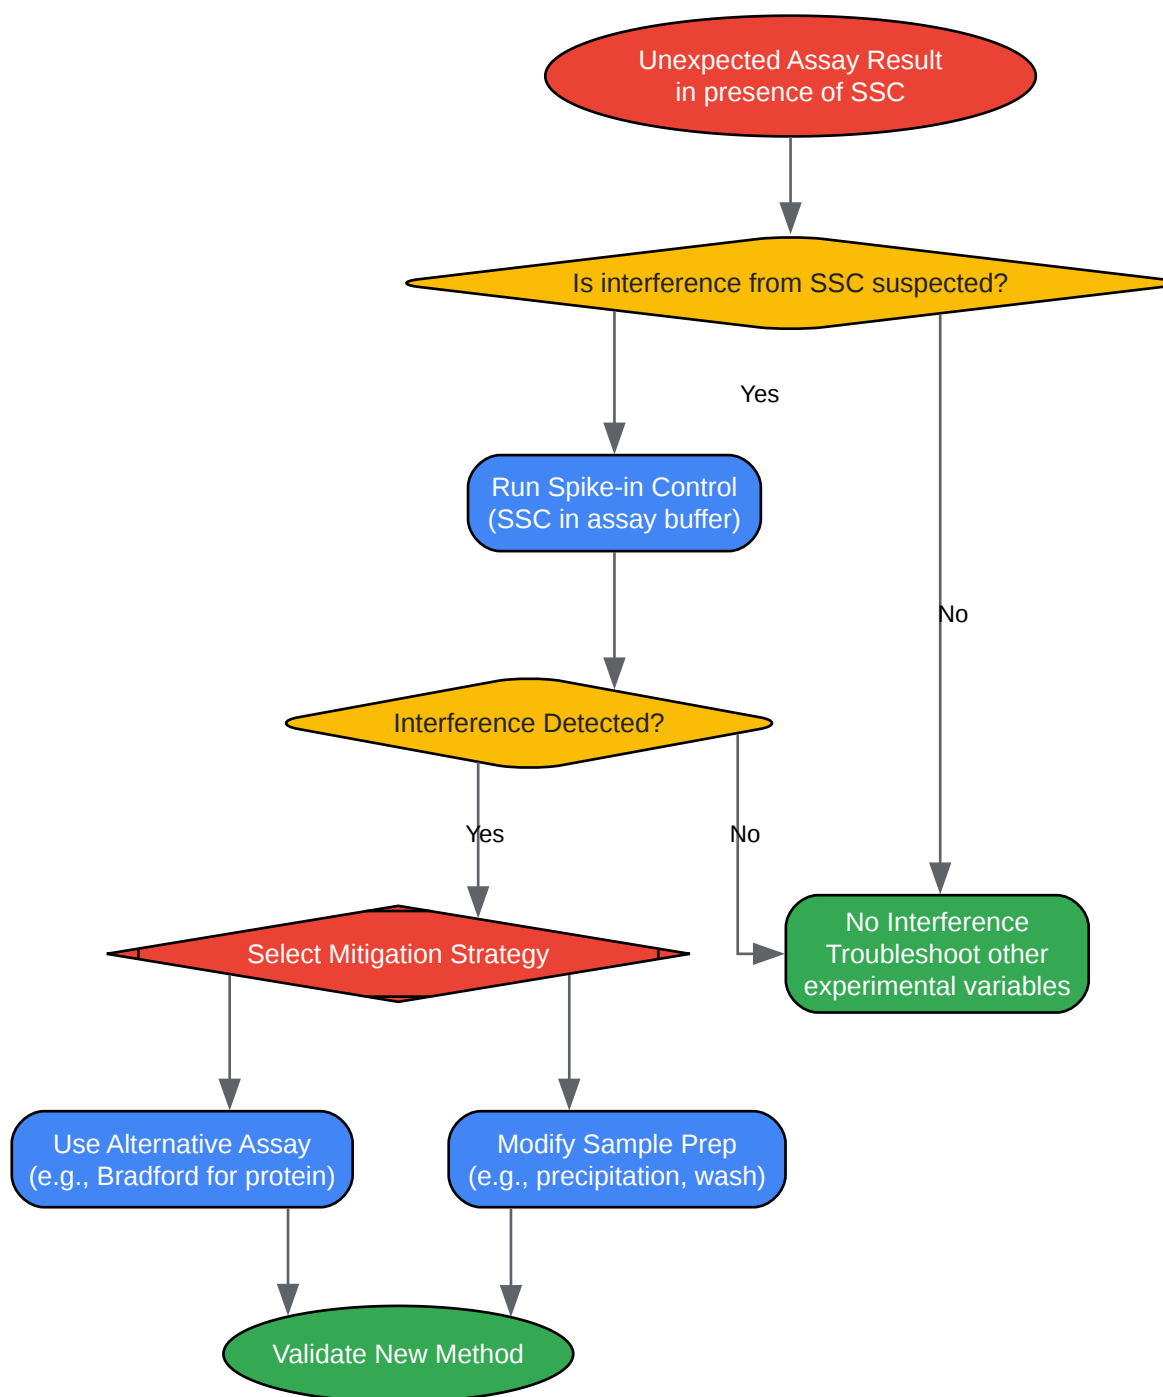 Unexpected Assay Result
in presence of SSC
Is interference from SSC suspected?
Yes
Run Spike-in Control
(SSC in assay buffer)
No
Interference Detected?
Yes
No
No Interference
Troubleshoot other
experimental variables
Select Mitigation Strategy
Use Alternative Assay
(e.g., Bradford for protein)
Modify Sample Prep
(e.g., precipitation, wash)
Validate New Method